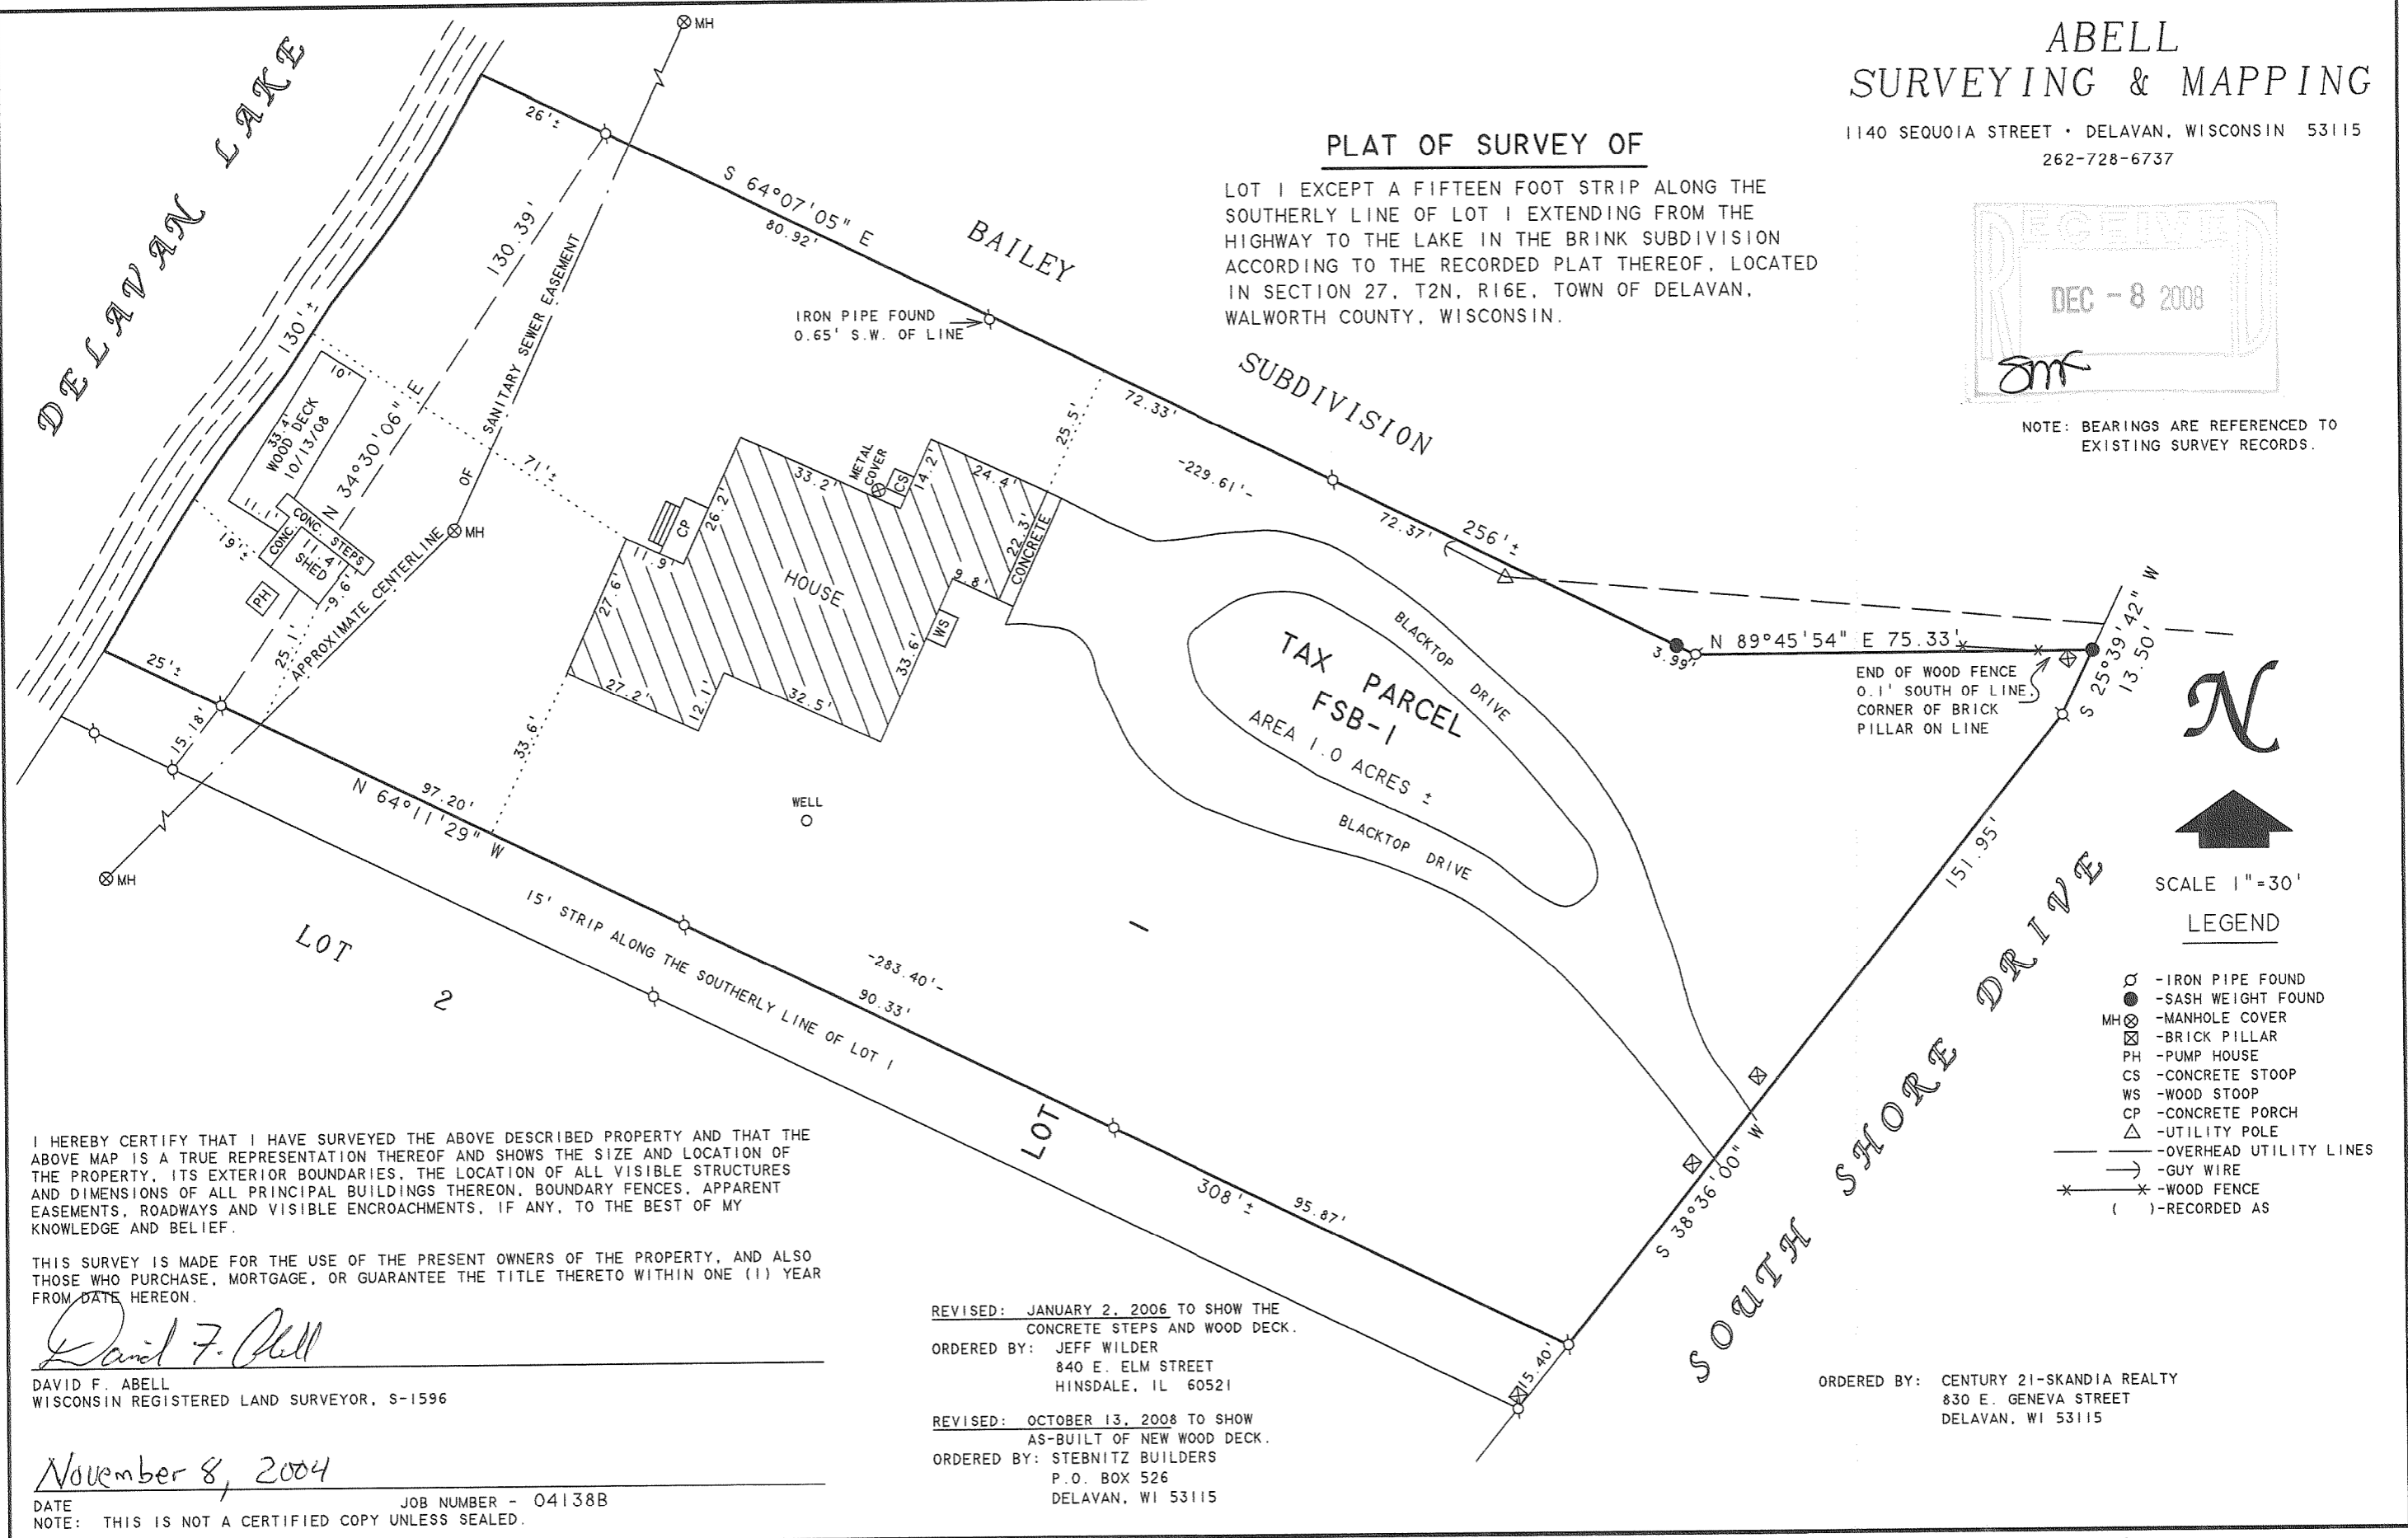 ABELL
SURVEYING & MAPPING
1140 SEQUOIA STREET • DELAVAN, WISCONSIN 53115
262-728-6737
PLAT OF SURVEY OF
LOT 1 EXCEPT A FIFTEEN FOOT STRIP ALONG THE
SOUTHERLY LINE OF LOT 1 EXTENDING FROM THE
HIGHWAY TO THE LAKE IN THE BRINK SUBDIVISION
ACCORDING TO THE RECORDED PLAT THEREOF, LOCATED
IN SECTION 27, T2N, R16E, TOWN OF DELAVAN,
WALWORTH COUNTY, WISCONSIN.
RECEIVED
DEC -8 2008
NOTE: BEARINGS ARE REFERENCED TO
EXISTING SURVEY RECORDS.
DELAVAN LAKE
MH
26'±
S 64°07'05" E
80.92'
BAILEY
SUBDIVISION
130.39'
SANITARY SEWER EASEMENT
OF
APPROXIMATE CENTERLINE
IRON PIPE FOUND
0.65' S.W. OF LINE
130'±
10'
33.4'
WOOD DECK
10/13/08
11.1'
N 34°30'06" E
71'±
MH
CONC. STEPS
CONC.
11.4'
SHED
9.6'
19'±
PH
25.1'
25'±
15.18'
MH
METAL
COVER
CS
CP
33.2'
14.2'
24.4'
25.5'
26.2'
22.3'
CONCRETE
11.9'
27.6'
HOUSE
9.8'
WS
33.6'
27.2'
12.1'
32.5'
33.6'
WELL
72.33'
-229.61'-
72.37'
256'±
3.99'
N 89°45'54" E 75.33'
END OF WOOD FENCE
0.1' SOUTH OF LINE,
CORNER OF BRICK
PILLAR ON LINE
S 25°39'42" W
13.50'
TAX PARCEL
FSB-1
AREA 1.0 ACRES ±
BLACKTOP DRIVE
BLACKTOP DRIVE
N 64°11'29" W
97.20'
15' STRIP ALONG THE SOUTHERLY LINE OF LOT 1
-283.40'-
90.33'
LOT 2
LOT 1
308'±
95.87'
151.95'
S 38°36'00" W
15.40'
SOUTH SHORE DRIVE
N
SCALE 1"=30'
LEGEND
-IRON PIPE FOUND
-SASH WEIGHT FOUND
MH -MANHOLE COVER
-BRICK PILLAR
PH -PUMP HOUSE
CS -CONCRETE STOOP
WS -WOOD STOOP
CP -CONCRETE PORCH
-UTILITY POLE
-OVERHEAD UTILITY LINES
-GUY WIRE
-WOOD FENCE
( )-RECORDED AS
I HEREBY CERTIFY THAT I HAVE SURVEYED THE ABOVE DESCRIBED PROPERTY AND THAT THE
ABOVE MAP IS A TRUE REPRESENTATION THEREOF AND SHOWS THE SIZE AND LOCATION OF
THE PROPERTY, ITS EXTERIOR BOUNDARIES, THE LOCATION OF ALL VISIBLE STRUCTURES
AND DIMENSIONS OF ALL PRINCIPAL BUILDINGS THEREON, BOUNDARY FENCES, APPARENT
EASEMENTS, ROADWAYS AND VISIBLE ENCROACHMENTS, IF ANY, TO THE BEST OF MY
KNOWLEDGE AND BELIEF.
THIS SURVEY IS MADE FOR THE USE OF THE PRESENT OWNERS OF THE PROPERTY, AND ALSO
THOSE WHO PURCHASE, MORTGAGE, OR GUARANTEE THE TITLE THERETO WITHIN ONE (1) YEAR
FROM DATE HEREON.
David F. Abell
DAVID F. ABELL
WISCONSIN REGISTERED LAND SURVEYOR, S-1596
November 8, 2004
DATE JOB NUMBER - 04138B
NOTE: THIS IS NOT A CERTIFIED COPY UNLESS SEALED.
REVISED: JANUARY 2, 2006 TO SHOW THE
CONCRETE STEPS AND WOOD DECK.
ORDERED BY: JEFF WILDER
840 E. ELM STREET
HINSDALE, IL 60521
REVISED: OCTOBER 13, 2008 TO SHOW
AS-BUILT OF NEW WOOD DECK.
ORDERED BY: STEBNITZ BUILDERS
P.O. BOX 526
DELAVAN, WI 53115
ORDERED BY: CENTURY 21-SKANDIA REALTY
830 E. GENEVA STREET
DELAVAN, WI 53115